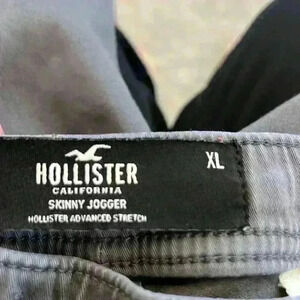 HOLLISTER
CALIFORNIA
SKINNY JOGGER
HOLLISTER ADVANCED STRETCH
XL